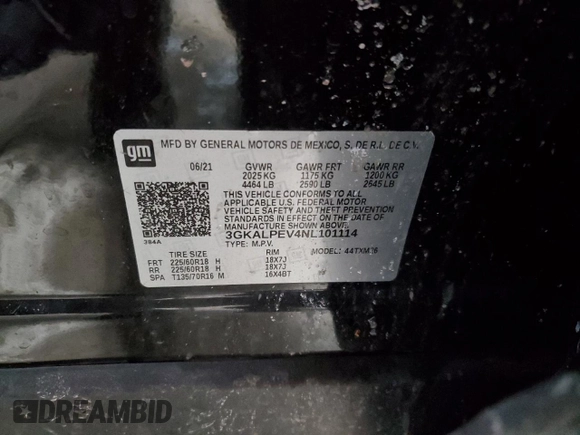 gm
MFD BY GENERAL MOTORS DE MEXICO, S. DE R.L. DE C.V.
06/21 GVWR GAWR FRT GAWR RR
2025 KG 1175 KG 1200 KG
4464 LB 2590 LB 2645 LB
THIS VEHICLE CONFORMS TO ALL
APPLICABLE U.S. FEDERAL MOTOR
VEHICLE SAFETY AND THEFT PREVENTION
STANDARDS IN EFFECT ON THE DATE OF
MANUFACTURE SHOWN ABOVE.
3GKALPEV4NL101114
394A TYPE: M.P.V. MODEL: 44TXM26
TIRE SIZE RIM
FRT 225/60R18 H 18X7J
RR 225/60R18 H 18X7J
SPA T135/70R16 M 16X4BT
DREAMBID